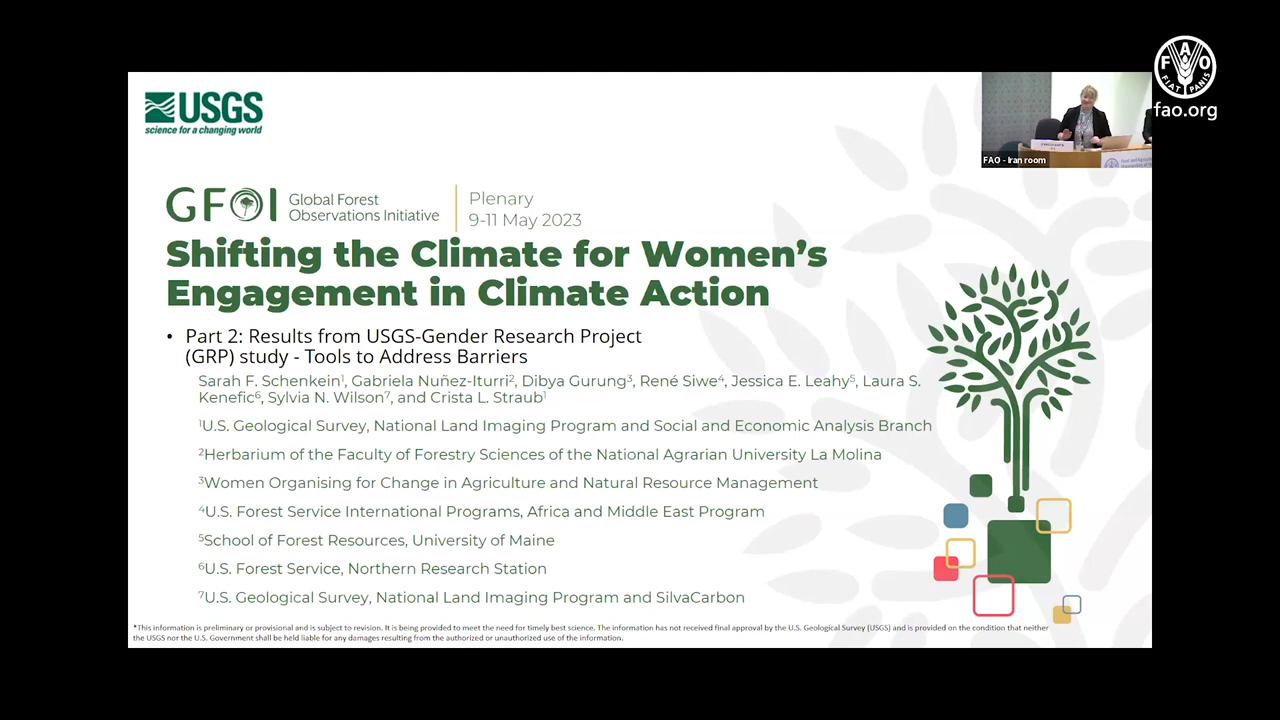 USGS
science for a changing world
FAO
FIAT PANIS
fao.org
FAO - Iran room
GFOI
Global Forest
Observations Initiative
Plenary
9-11 May 2023
Shifting the Climate for Women’s
Engagement in Climate Action
• Part 2: Results from USGS-Gender Research Project
(GRP) study - Tools to Address Barriers
Sarah F. Schenkein¹, Gabriela Nuñez-Iturri², Dibya Gurung³, René Siwe⁴, Jessica E. Leahy⁵, Laura S.
Kenefic⁶, Sylvia N. Wilson⁷, and Crista L. Straub¹
¹U.S. Geological Survey, National Land Imaging Program and Social and Economic Analysis Branch
²Herbarium of the Faculty of Forestry Sciences of the National Agrarian University La Molina
³Women Organising for Change in Agriculture and Natural Resource Management
⁴U.S. Forest Service International Programs, Africa and Middle East Program
⁵School of Forest Resources, University of Maine
⁶U.S. Forest Service, Northern Research Station
⁷U.S. Geological Survey, National Land Imaging Program and SilvaCarbon
*This information is preliminary or provisional and is subject to revision. It is being provided to meet the need for timely best science. The information has not received final approval by the U.S. Geological Survey (USGS) and is provided on the condition that neither
the USGS nor the U.S. Government shall be held liable for any damages resulting from the authorized or unauthorized use of the information.